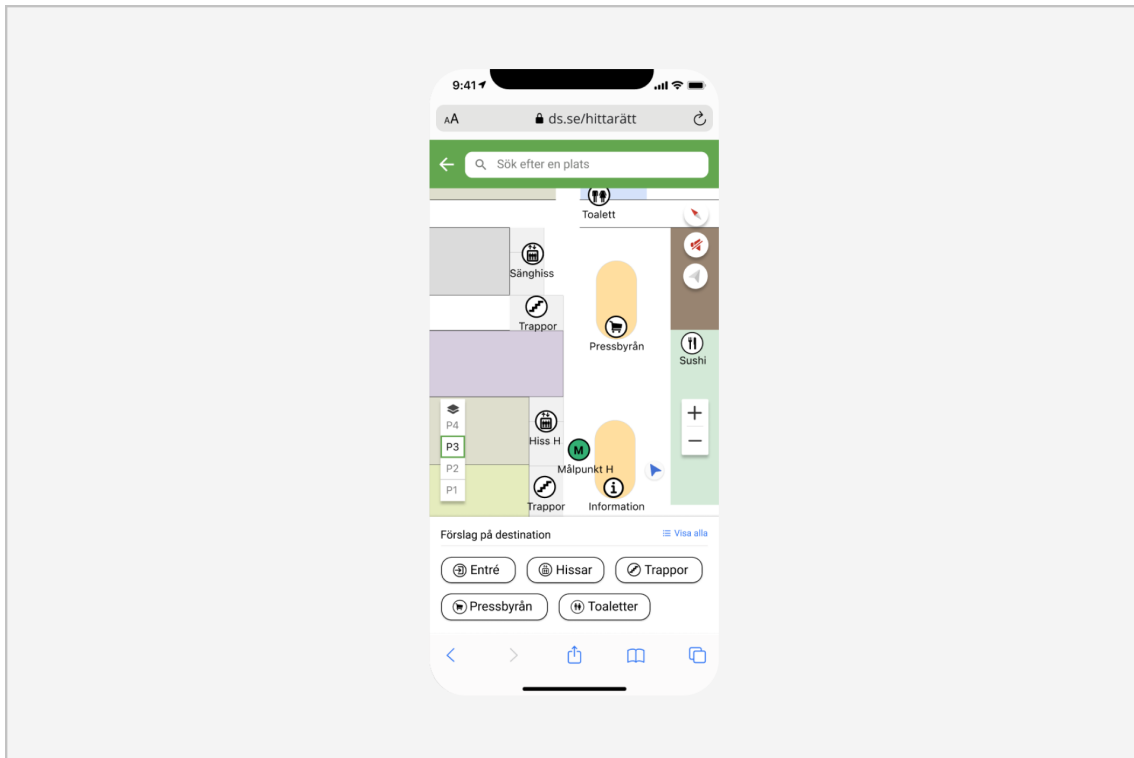 9:41
AA
ds.se/hittarätt
Sök efter en plats
Toalett
Sänghiss
Trappor
Pressbyrån
Sushi
P4
P3
P2
P1
Hiss H
M
Målpunkt H
Trappor
Information
Förslag på destination
Visa alla
Entré
Hissar
Trappor
Pressbyrån
Toaletter